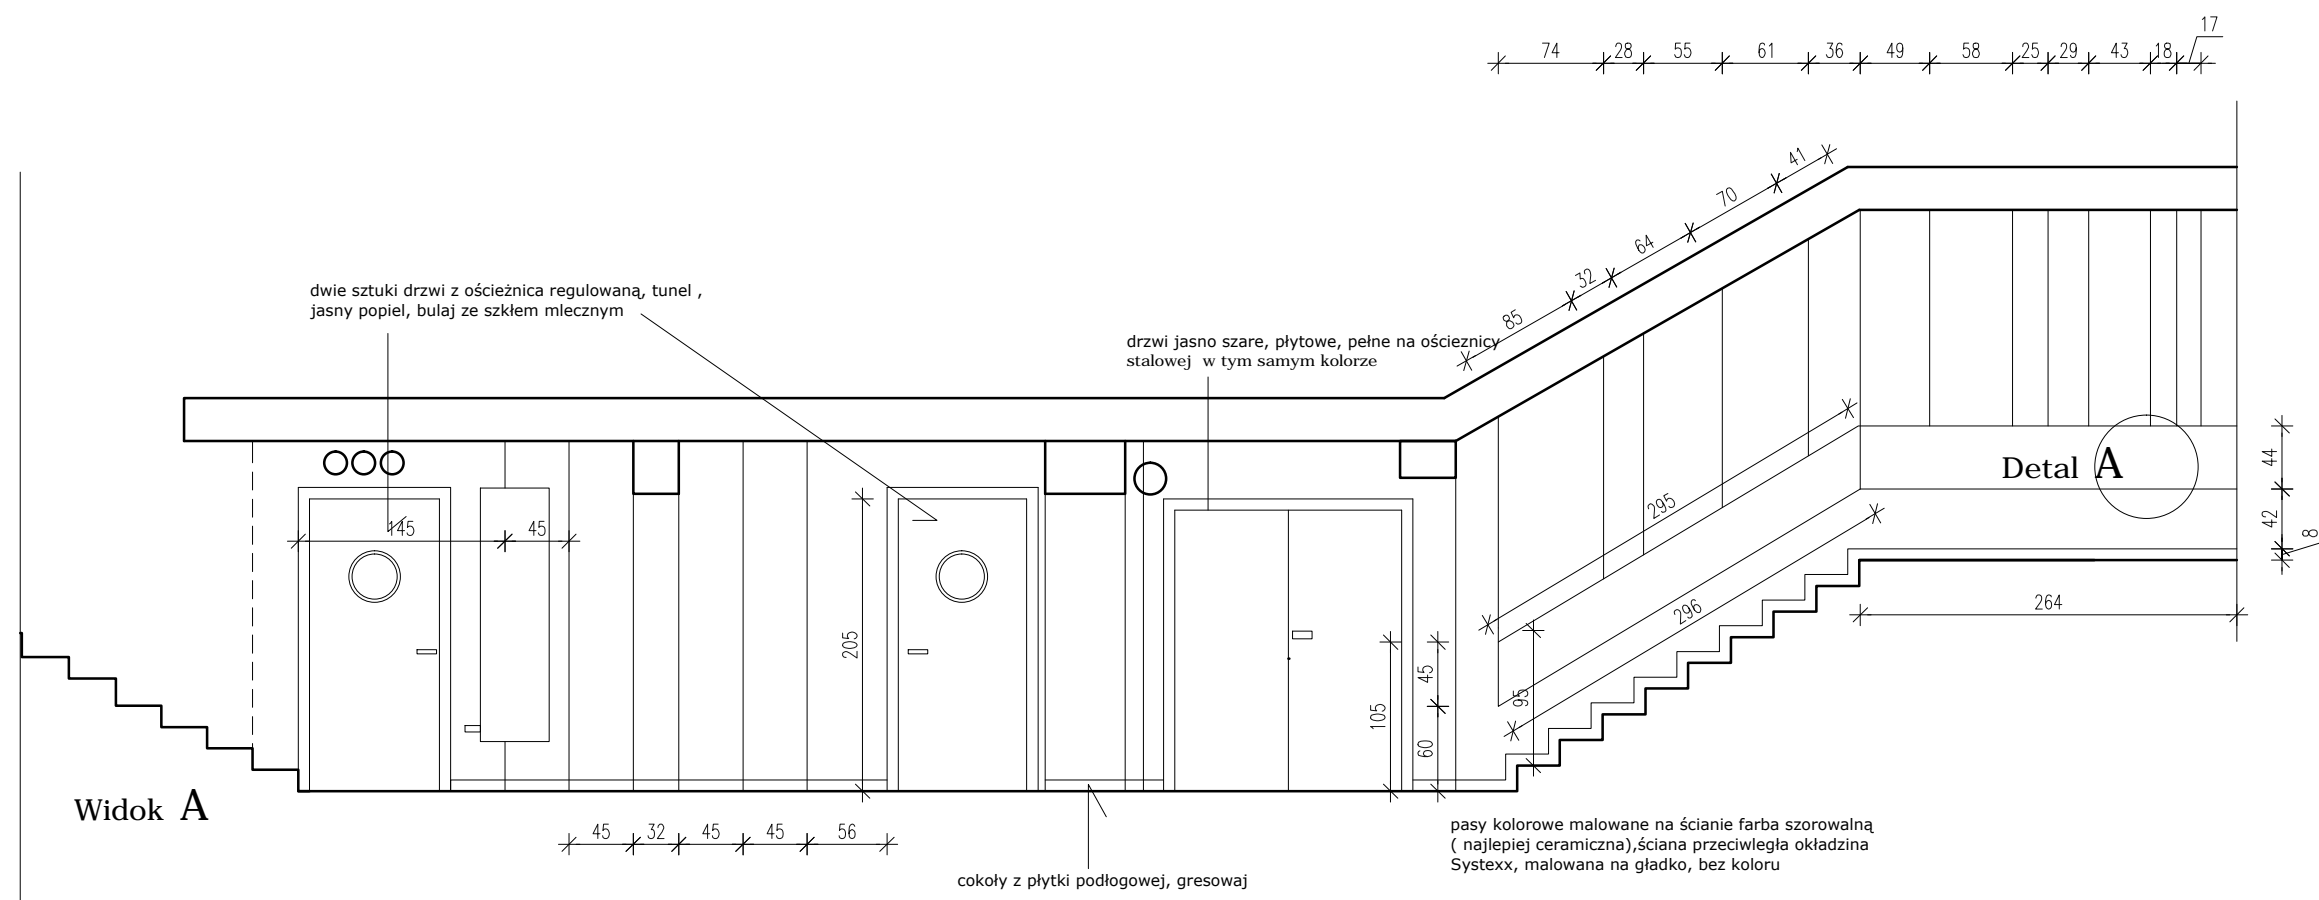 17
74 28 55 61 36 49 58 25 29 43 18
41
70
64
32
85
dwie sztuki drzwi z ościeżnica regulowaną, tunel ,
jasny popiel, bulaj ze szkłem mlecznym
drzwi jasno szare, płytowe, pełne na ościeznicy
stalowej w tym samym kolorze
Detal A
44
42
8
145 45
295
296
264
205
45
95
105
60
Widok A
45 32 45 45 56
pasy kolorowe malowane na ścianie farba szorowalną
( najlepiej ceramiczna),ściana przeciwległa okładzina
Systexx, malowana na gładko, bez koloru
cokoły z płytki podłogowej, gresowaj